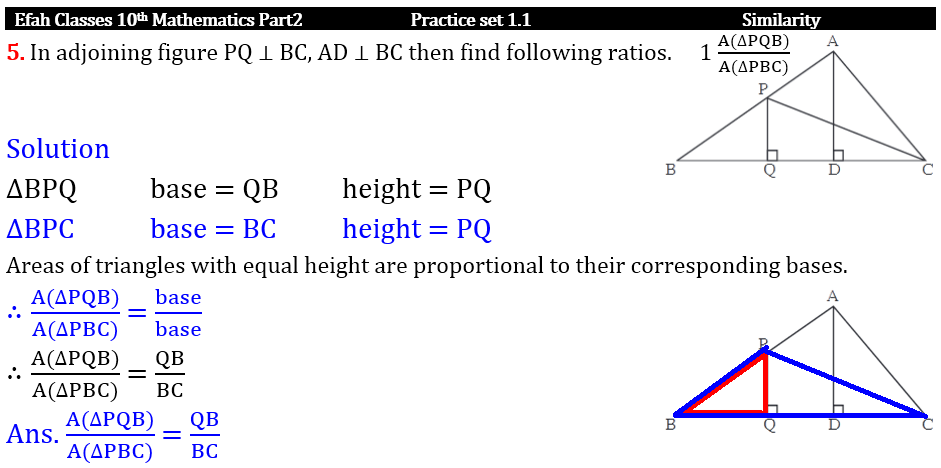 Efah Classes 10th Mathematics Part2 Practice set 1.1 Similarity
5. In adjoining figure PQ ⊥ BC, AD ⊥ BC then find following ratios. 1 A(ΔPQB)/A(ΔPBC)
A
P
B Q D C
Solution
ΔBPQ base = QB height = PQ
ΔBPC base = BC height = PQ
Areas of triangles with equal height are proportional to their corresponding bases.
∴ A(ΔPQB)/A(ΔPBC) = base/base
∴ A(ΔPQB)/A(ΔPBC) = QB/BC
Ans. A(ΔPQB)/A(ΔPBC) = QB/BC
A
P
B Q D C